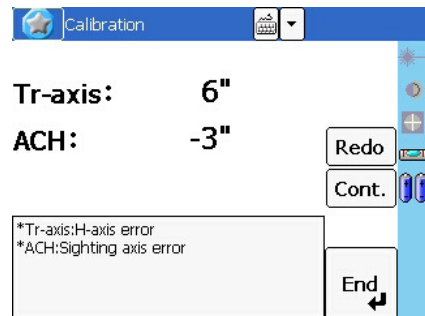 Calibration
Tr-axis: 6"
ACH: -3"
Redo
Cont.
*Tr-axis:H-axis error
*ACH:Sighting axis error
End